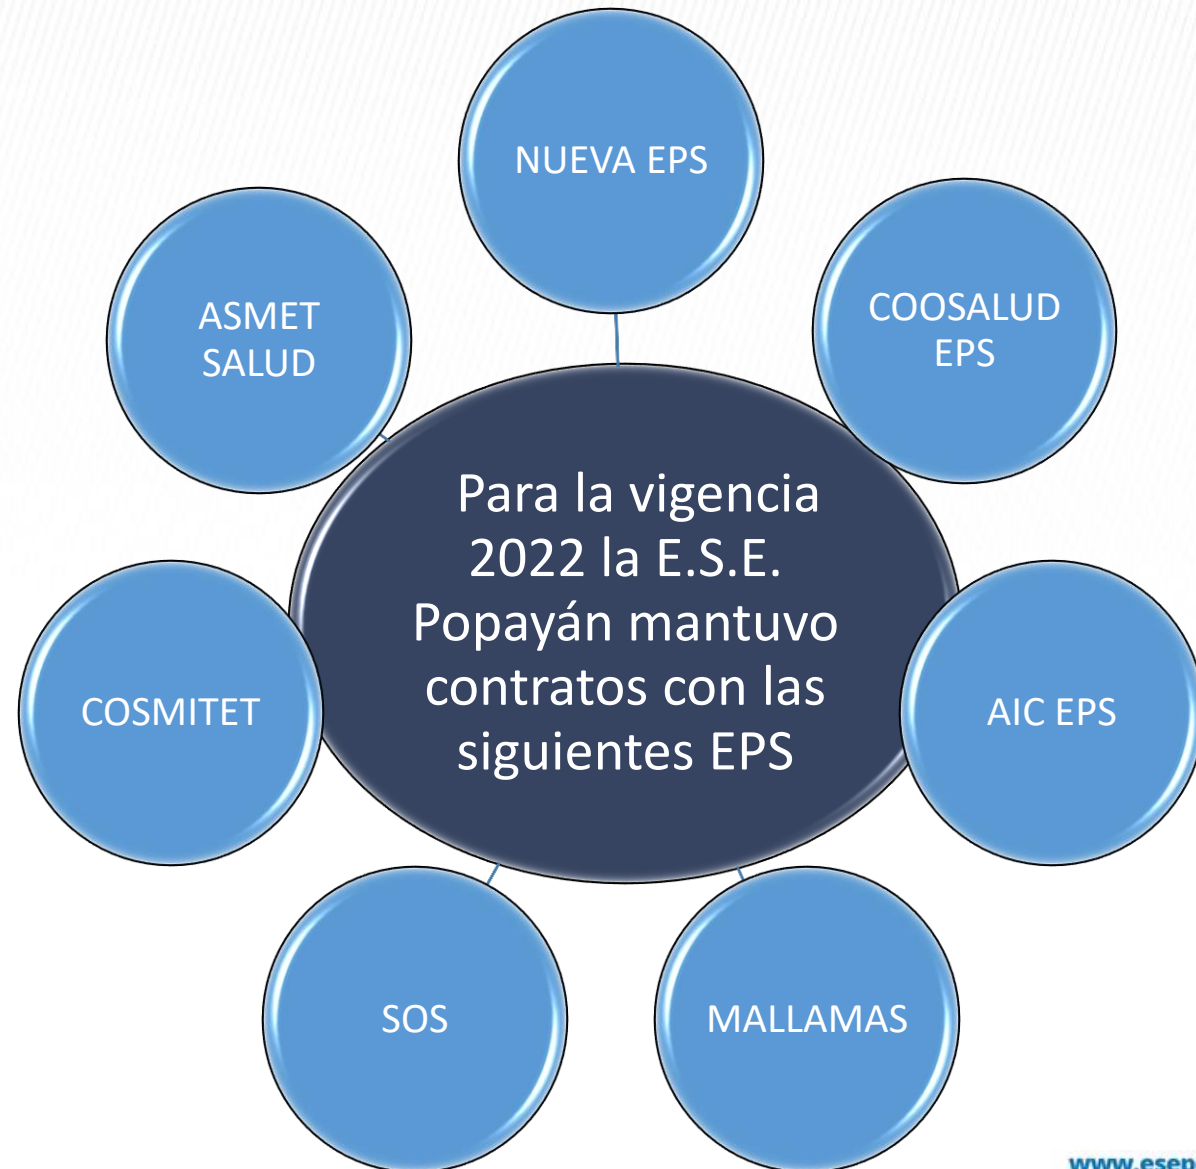 NUEVA EPS
COOSALUD
EPS
AIC EPS
MALLAMAS
SOS
COSMITET
ASMET
SALUD
Para la vigencia
2022 la E.S.E.
Popayán mantuvo
contratos con las
siguientes EPS